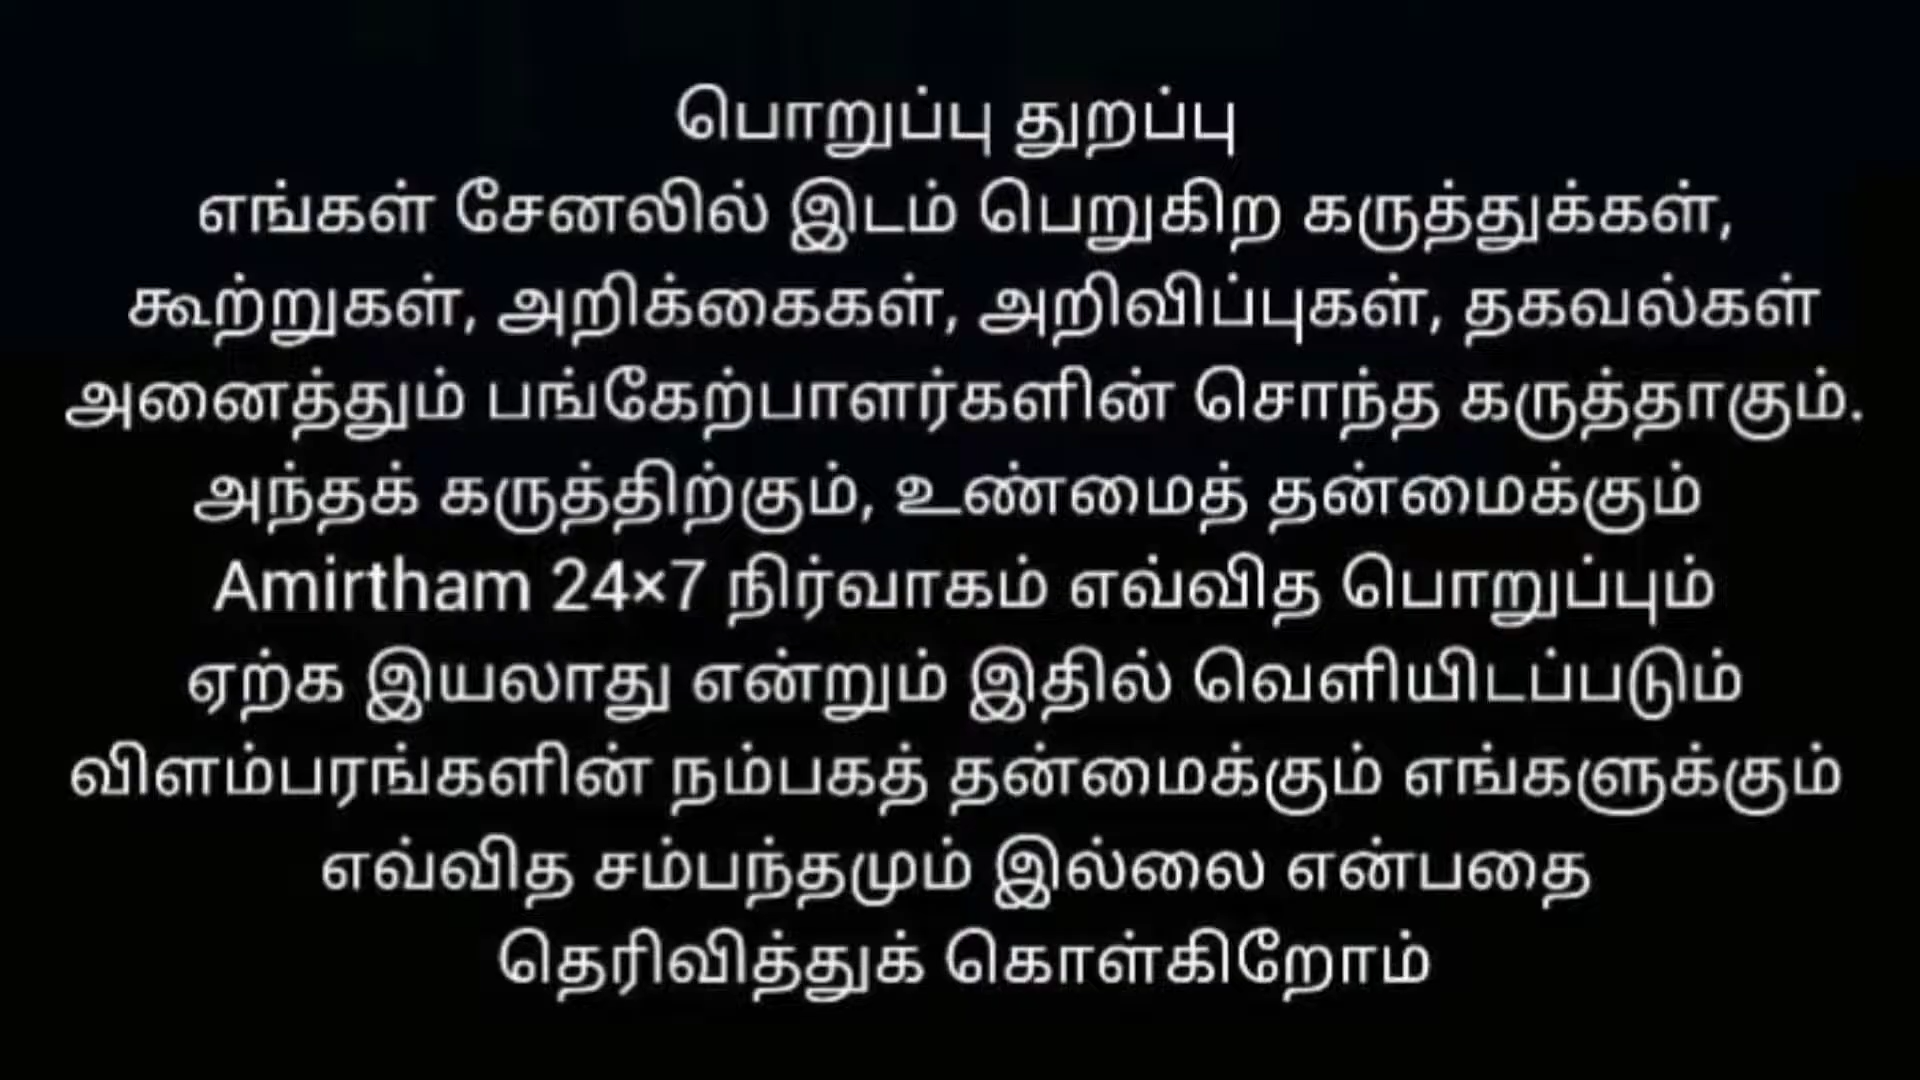 பொறுப்பு துறப்பு
எங்கள் சேனலில் இடம் பெறுகிற கருத்துக்கள்,
கூற்றுகள், அறிக்கைகள், அறிவிப்புகள், தகவல்கள்
அனைத்தும் பங்கேற்பாளர்களின் சொந்த கருத்தாகும்.
அந்தக் கருத்திற்கும், உண்மைத் தன்மைக்கும்
Amirtham 24×7 நிர்வாகம் எவ்வித பொறுப்பும்
ஏற்க இயலாது என்றும் இதில் வெளியிடப்படும்
விளம்பரங்களின் நம்பகத் தன்மைக்கும் எங்களுக்கும்
எவ்வித சம்பந்தமும் இல்லை என்பதை
தெரிவித்துக் கொள்கிறோம்